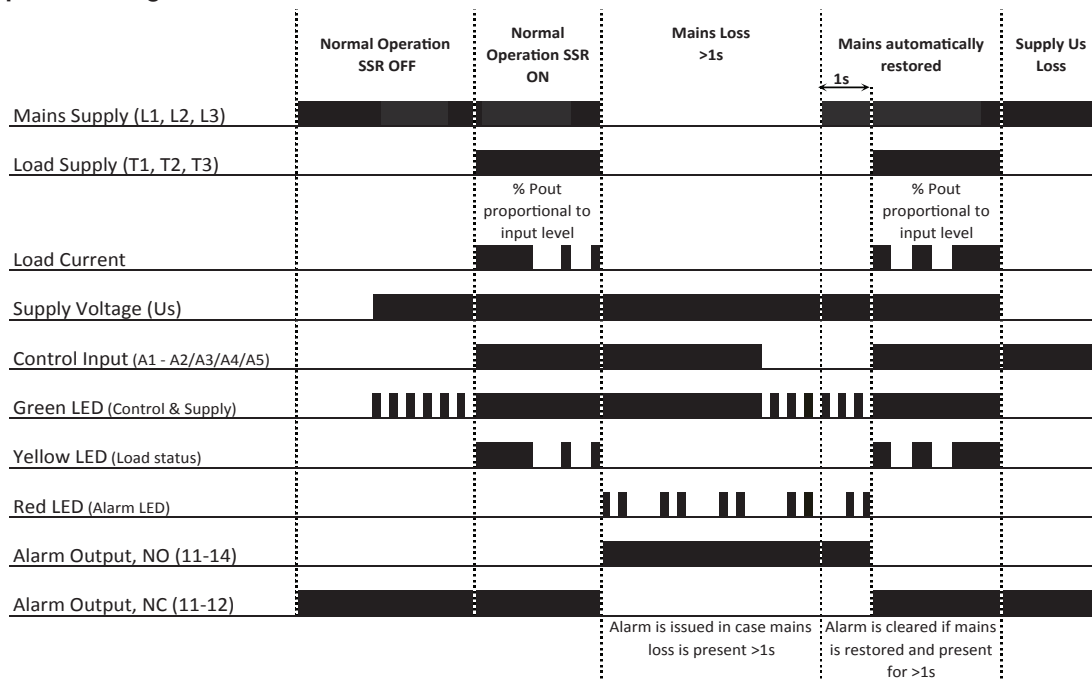 Normal Operation
SSR OFF
Normal
Operation SSR
ON
Mains Loss
>1s
Mains automatically
restored
Supply Us
Loss
1s
Mains Supply (L1, L2, L3)
Load Supply (T1, T2, T3)
% Pout
proportional to
input level
% Pout
proportional to
input level
Load Current
Supply Voltage (Us)
Control Input (A1 - A2/A3/A4/A5)
Green LED (Control & Supply)
Yellow LED (Load status)
Red LED (Alarm LED)
Alarm Output, NO (11-14)
Alarm Output, NC (11-12)
Alarm is issued in case mains
loss is present >1s
Alarm is cleared if mains
is restored and present
for >1s